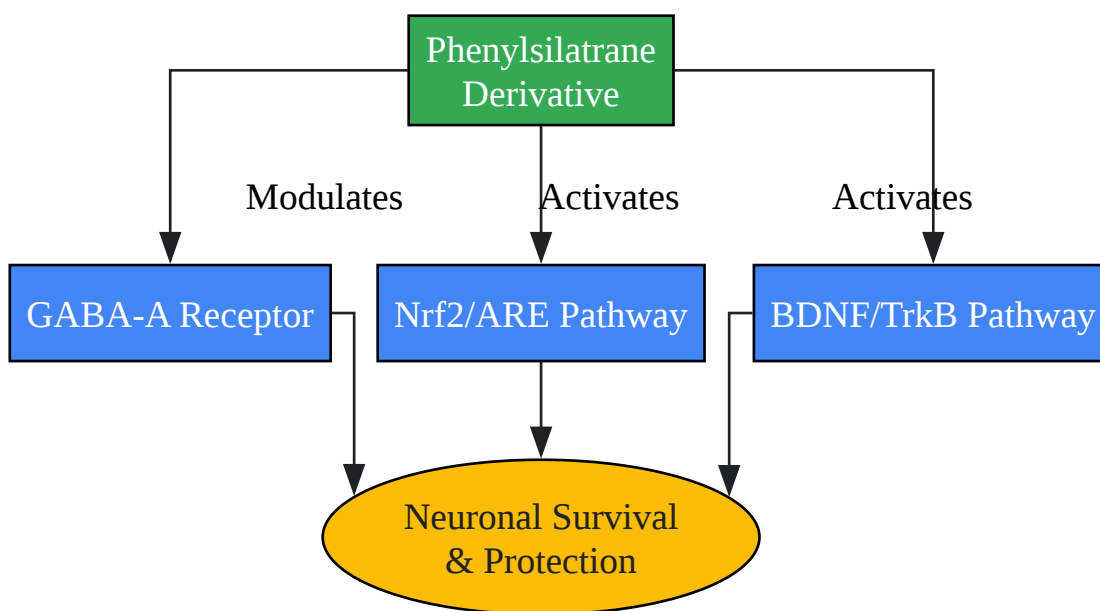 Phenylsilatrane
Derivative
Modulates
Activates
Activates
GABA-A Receptor
Nrf2/ARE Pathway
BDNF/TrkB Pathway
Neuronal Survival
& Protection